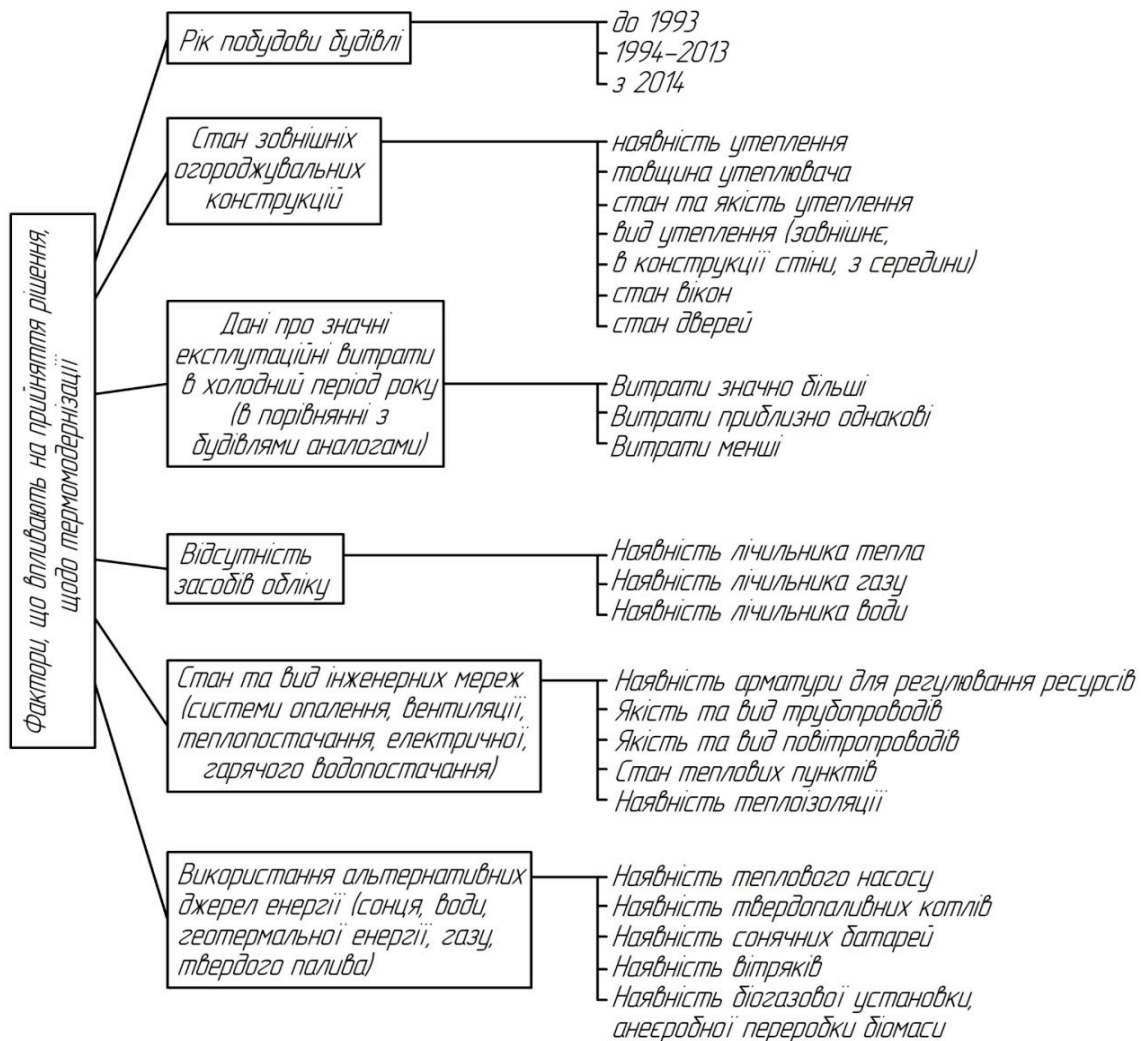 Фактори, що впливають на прийняття рішення,
щодо термомодернізації
Рік побудови будівлі
до 1993
1994-2013
з 2014
Стан зовнішніх
огороджувальних
конструкцій
наявність утеплення
товщина утеплювача
стан та якість утеплення
вид утеплення (зовнішнє,
в конструкції стіни, з середини)
стан вікон
стан дверей
Дані про значні
експлутаційні витрати
в холодний період року
(в порівнянні з
будівлями аналогами)
Витрати значно більші
Витрати приблизно однакові
Витрати менші
Відсутність
засобів обліку
Наявність лічильника тепла
Наявність лічильника газу
Наявність лічильника води
Стан та вид інженерних мереж
(системи опалення, вентиляції,
теплопостачання, електричної,
гарячого водопостачання)
Наявність арматури для регулювання ресурсів
Якість та вид трубопроводів
Якість та вид повітропроводів
Стан теплових пунктів
Наявність теплоізоляції
Використання альтернативних
джерел енергії (сонця, води,
геотермальної енергії, газу,
твердого палива)
Наявність теплового насосу
Наявність твердопаливних котлів
Наявність сонячних батарей
Наявність вітряків
Наявність біогазової установки,
анеєробної переробки біомаси